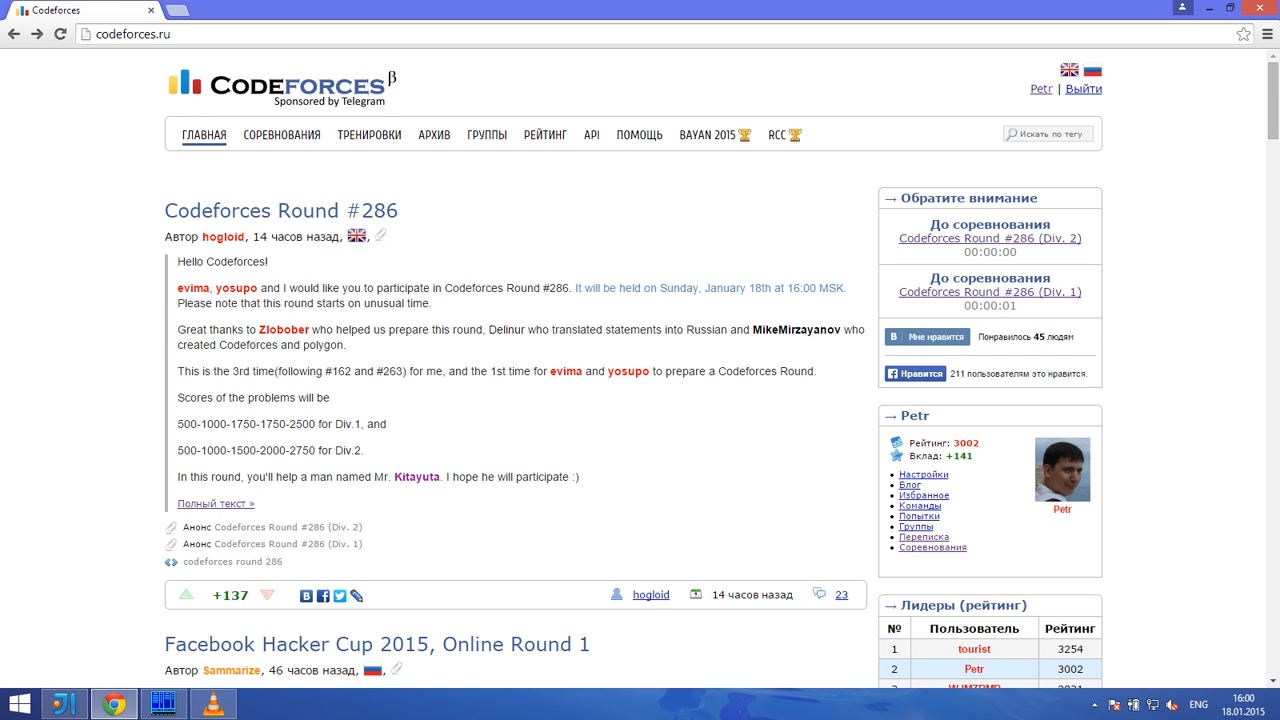 Codeforces
codeforces.ru
CODEFORCES β
Sponsored by Telegram
Petr | Выйти
ГЛАВНАЯ СОРЕВНОВАНИЯ ТРЕНИРОВКИ АРХИВ ГРУППЫ РЕЙТИНГ API ПОМОЩЬ BAYAN 2015 RCC
Искать по тегу
Codeforces Round #286
Автор hogloid, 14 часов назад,
Hello Codeforces!
evima, yosupo and I would like you to participate in Codeforces Round #286. It will be held on Sunday, January 18th at 16:00 MSK.
Please note that this round starts on unusual time.
Great thanks to Zlobober who helped us prepare this round, Delinur who translated statements into Russian and MikeMirzayanov who
created Codeforces and polygon.
This is the 3rd time(following #162 and #263) for me, and the 1st time for evima and yosupo to prepare a Codeforces Round.
Scores of the problems will be
500-1000-1750-1750-2500 for Div.1, and
500-1000-1500-2000-2750 for Div.2.
In this round, you'll help a man named Mr. Kitayuta. I hope he will participate :)
Полный текст »
Анонс Codeforces Round #286 (Div. 2)
Анонс Codeforces Round #286 (Div. 1)
codeforces round 286
+137
hogloid
14 часов назад
23
Facebook Hacker Cup 2015, Online Round 1
Автор Sammarize, 46 часов назад,
→ Обратите внимание
До соревнования
Codeforces Round #286 (Div. 2)
00:00:00
До соревнования
Codeforces Round #286 (Div. 1)
00:00:01
B Мне нравится Понравилось 45 людям
Нравится 211 пользователям это нравится.
→ Petr
Рейтинг: 3002
Вклад: +141
Настройки
Блог
Избранное
Команды
Попытки
Группы
Переписка
Соревнования
Petr
→ Лидеры (рейтинг)
№ Пользователь Рейтинг
1 tourist 3254
2 Petr 3002
ENG
16:00
18.01.2015